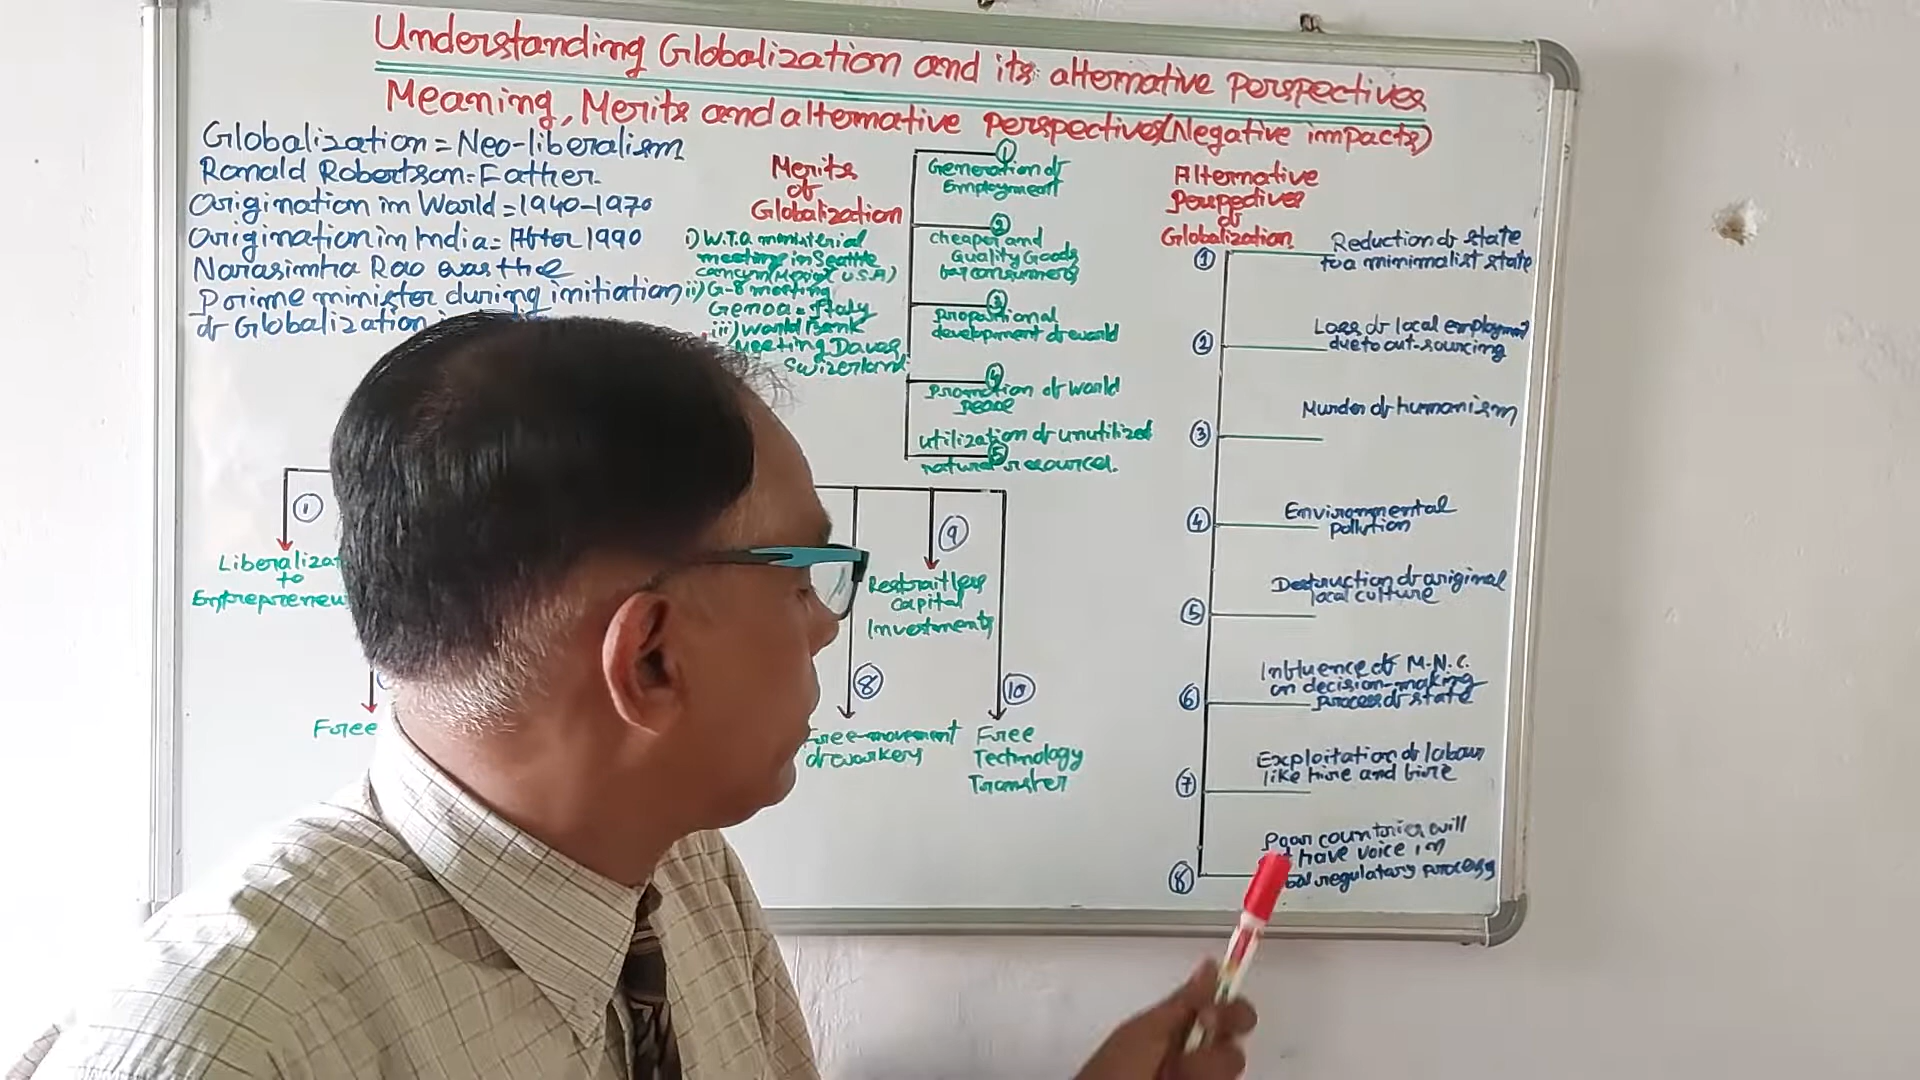 Understanding Globalization and its alternative perspectives
Meaning, Merits and alternative perspectives (Negative impacts)
Globalization = Neo-liberalism
Ronald Robertson = Father
Origination in World = 1940-1970
Origination in India = After 1990
Narasimha Rao was the
Prime minister during initiation
of Globalization
Merits
of
Globalization
i) W.T.O ministerial
meeting in Seattle
U.S.A)
ii) G-8 meeting
Genoa = Italy
iii) World Bank
Meeting Davas
Swizerland
1
Generation of
Employment
2
cheaper and
Quality Goods
for consumers
3
propotional
development of world
4
Promotion of world
peace
utilization of unutilized
5
natural resources.
Alternative
Perspectives
of
Globalization
1
Reduction of state
to a minimalist state
2
Loss of local employment
due to out-sourcing
3
Murder of humanism
4
Environmental
pollution
5
Destruction of original
local culture
6
Influence of M.N.C.
on decision-making
process of state
7
Exploitation of labour
like hire and fire
8
Poor countries will
have voice in
regulatory process
1
Liberalizat
to
Entrepreneu
Free
8
Free-movement
of workers
9
Restraitless
capital
Investments
10
Free
Technology
Transfer